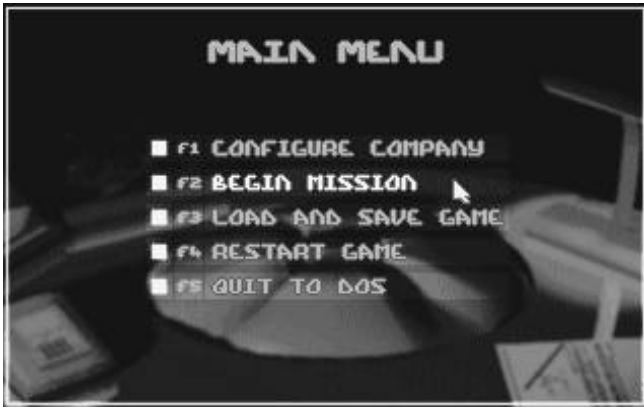 MAIN MENU
F1 CONFIGURE COMPANY
F2 BEGIN MISSION
F3 LOAD AND SAVE GAME
F4 RESTART GAME
F5 QUIT TO DOS